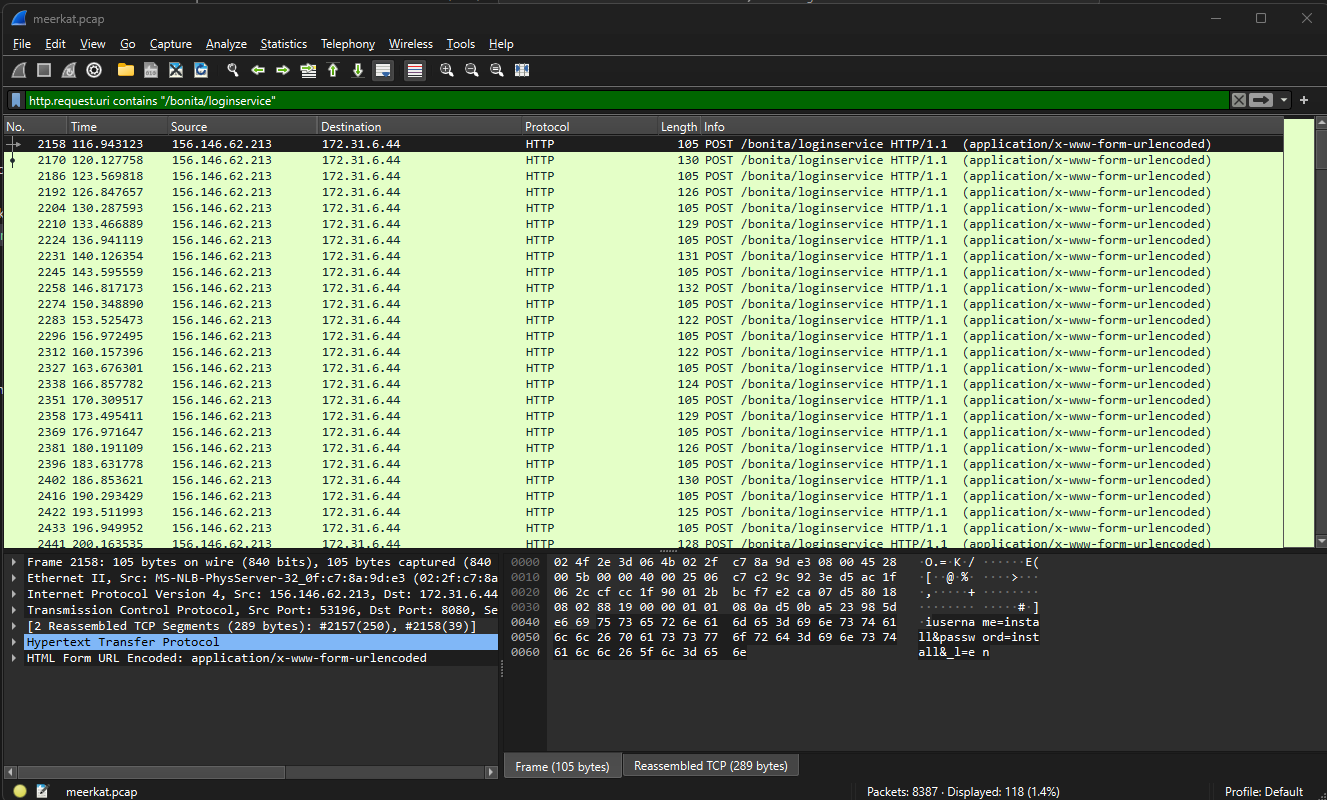 meerkat.pcap
File Edit View Go Capture Analyze Statistics Telephony Wireless Tools Help
http.request.uri contains "/bonita/loginservice"
No. Time Source Destination Protocol Length Info
2158 116.943123 156.146.62.213 172.31.6.44 HTTP 105 POST /bonita/loginservice HTTP/1.1 (application/x-www-form-urlencoded)
2170 120.127758 156.146.62.213 172.31.6.44 HTTP 130 POST /bonita/loginservice HTTP/1.1 (application/x-www-form-urlencoded)
2186 123.569818 156.146.62.213 172.31.6.44 HTTP 105 POST /bonita/loginservice HTTP/1.1 (application/x-www-form-urlencoded)
2192 126.847657 156.146.62.213 172.31.6.44 HTTP 126 POST /bonita/loginservice HTTP/1.1 (application/x-www-form-urlencoded)
2204 130.287593 156.146.62.213 172.31.6.44 HTTP 105 POST /bonita/loginservice HTTP/1.1 (application/x-www-form-urlencoded)
2210 133.466889 156.146.62.213 172.31.6.44 HTTP 129 POST /bonita/loginservice HTTP/1.1 (application/x-www-form-urlencoded)
2224 136.941119 156.146.62.213 172.31.6.44 HTTP 105 POST /bonita/loginservice HTTP/1.1 (application/x-www-form-urlencoded)
2231 140.126354 156.146.62.213 172.31.6.44 HTTP 131 POST /bonita/loginservice HTTP/1.1 (application/x-www-form-urlencoded)
2245 143.595559 156.146.62.213 172.31.6.44 HTTP 105 POST /bonita/loginservice HTTP/1.1 (application/x-www-form-urlencoded)
2258 146.817173 156.146.62.213 172.31.6.44 HTTP 132 POST /bonita/loginservice HTTP/1.1 (application/x-www-form-urlencoded)
2274 150.348890 156.146.62.213 172.31.6.44 HTTP 105 POST /bonita/loginservice HTTP/1.1 (application/x-www-form-urlencoded)
2283 153.525473 156.146.62.213 172.31.6.44 HTTP 122 POST /bonita/loginservice HTTP/1.1 (application/x-www-form-urlencoded)
2296 156.972495 156.146.62.213 172.31.6.44 HTTP 105 POST /bonita/loginservice HTTP/1.1 (application/x-www-form-urlencoded)
2312 160.157396 156.146.62.213 172.31.6.44 HTTP 122 POST /bonita/loginservice HTTP/1.1 (application/x-www-form-urlencoded)
2327 163.676301 156.146.62.213 172.31.6.44 HTTP 105 POST /bonita/loginservice HTTP/1.1 (application/x-www-form-urlencoded)
2338 166.857782 156.146.62.213 172.31.6.44 HTTP 124 POST /bonita/loginservice HTTP/1.1 (application/x-www-form-urlencoded)
2351 170.309517 156.146.62.213 172.31.6.44 HTTP 105 POST /bonita/loginservice HTTP/1.1 (application/x-www-form-urlencoded)
2358 173.495411 156.146.62.213 172.31.6.44 HTTP 129 POST /bonita/loginservice HTTP/1.1 (application/x-www-form-urlencoded)
2369 176.971647 156.146.62.213 172.31.6.44 HTTP 105 POST /bonita/loginservice HTTP/1.1 (application/x-www-form-urlencoded)
2381 180.191109 156.146.62.213 172.31.6.44 HTTP 126 POST /bonita/loginservice HTTP/1.1 (application/x-www-form-urlencoded)
2396 183.631778 156.146.62.213 172.31.6.44 HTTP 105 POST /bonita/loginservice HTTP/1.1 (application/x-www-form-urlencoded)
2402 186.853621 156.146.62.213 172.31.6.44 HTTP 130 POST /bonita/loginservice HTTP/1.1 (application/x-www-form-urlencoded)
2416 190.293429 156.146.62.213 172.31.6.44 HTTP 105 POST /bonita/loginservice HTTP/1.1 (application/x-www-form-urlencoded)
2422 193.511993 156.146.62.213 172.31.6.44 HTTP 125 POST /bonita/loginservice HTTP/1.1 (application/x-www-form-urlencoded)
2433 196.949952 156.146.62.213 172.31.6.44 HTTP 105 POST /bonita/loginservice HTTP/1.1 (application/x-www-form-urlencoded)
2441 200.163535 156.146.62.213 172.31.6.44 HTTP 128 POST /bonita/loginservice HTTP/1.1 (application/x-www-form-urlencoded)
Frame 2158: 105 bytes on wire (840 bits), 105 bytes captured (840
Ethernet II, Src: MS-NLB-PhysServer-32_0f:c7:8a:9d:e3 (02:2f:c7:8a
Internet Protocol Version 4, Src: 156.146.62.213, Dst: 172.31.6.44
Transmission Control Protocol, Src Port: 53196, Dst Port: 8080, Se
[2 Reassembled TCP Segments (289 bytes): #2157(250), #2158(39)]
Hypertext Transfer Protocol
HTML Form URL Encoded: application/x-www-form-urlencoded
0000 02 4f 2e 3d 06 4b 02 2f c7 8a 9d e3 08 00 45 28 ·O.=·K·/ ······E(
0010 00 5b 00 00 40 00 25 06 c7 c2 9c 92 3e d5 ac 1f ·[··@·%· ····>···
0020 06 2c cf cc 1f 90 01 2b bc f7 e2 ca 07 d5 80 18 ·,·····+ ········
0030 08 02 88 19 00 00 01 01 08 0a d5 0b a5 23 98 5d ········ ·····#·]
0040 e6 69 75 73 65 72 6e 61 6d 65 3d 69 6e 73 74 61 ·iuserna me=insta
0050 6c 6c 26 70 61 73 73 77 6f 72 64 3d 69 6e 73 74 ll&passw ord=inst
0060 61 6c 6c 26 5f 6c 3d 65 6e all&_l=e n
Frame (105 bytes) Reassembled TCP (289 bytes)
meerkat.pcap Packets: 8387 · Displayed: 118 (1.4%) Profile: Default